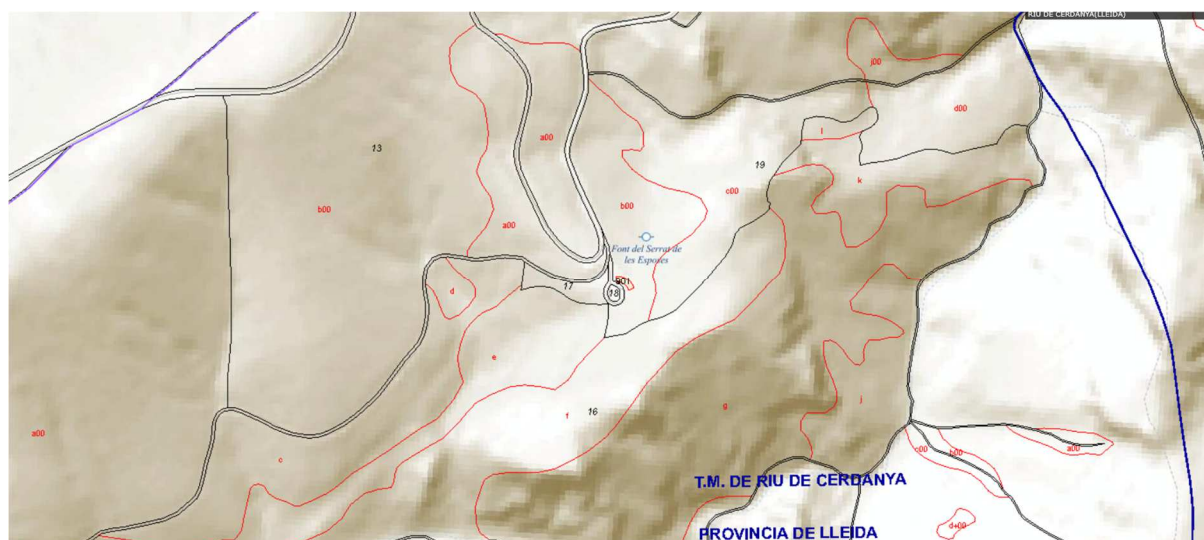 RIU DE CERDANYA(LLEIDA)
j00
d00
l
a00
13
19
k
c00
b00
b00
a00
Font del Serrat de
les Esposes
17
18
d
e
f
16
g
j
a00
c
c00
b00
a00
T.M. DE RIU DE CERDANYA
d+00
PROVINCIA DE LLEIDA